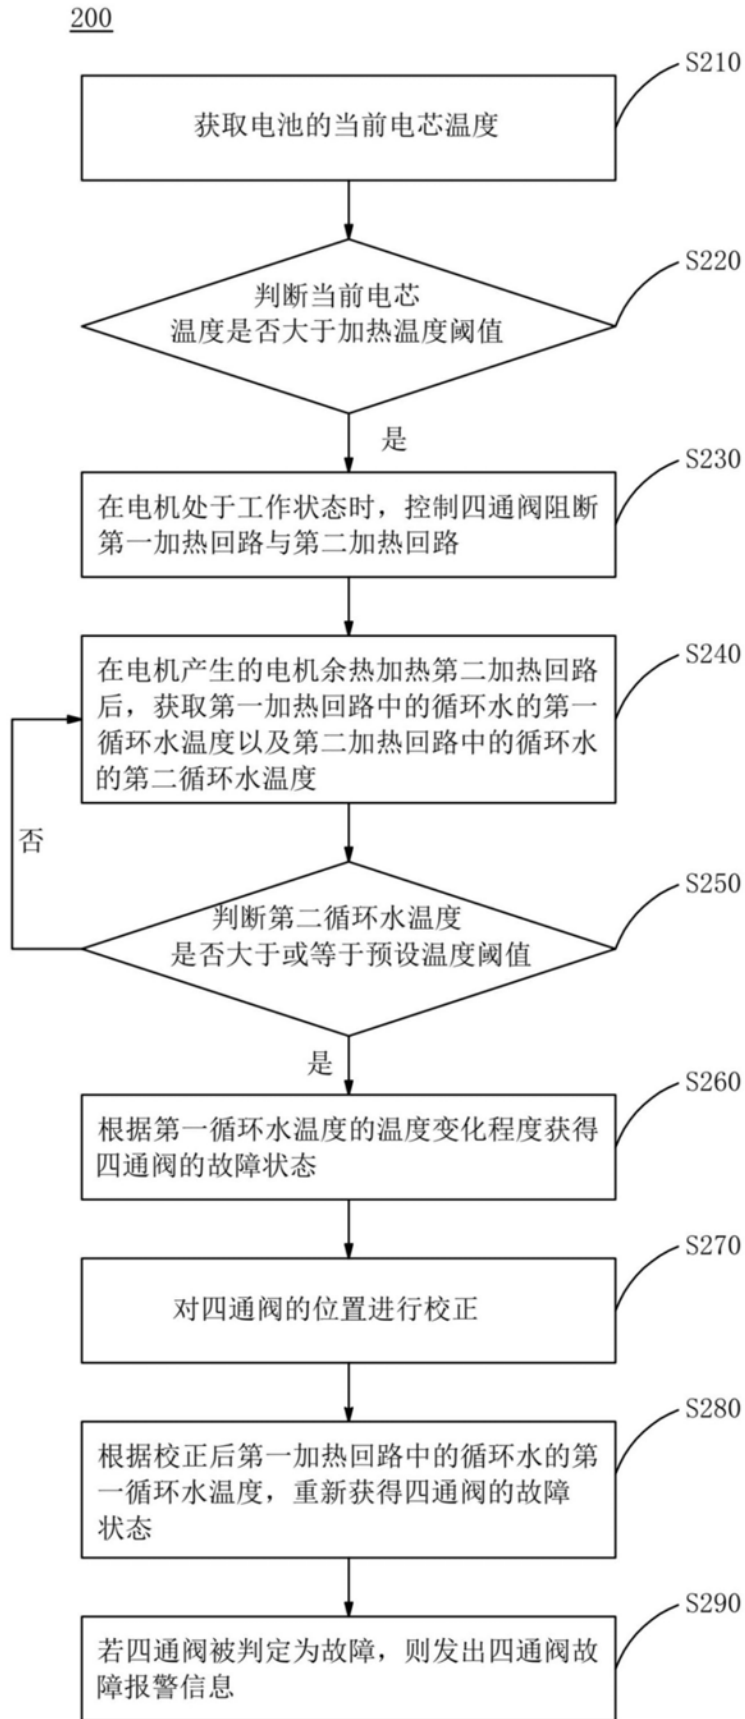 200
S210
获取电池的当前电芯温度
S220
判断当前电芯
温度是否大于加热温度阈值
是
S230
在电机处于工作状态时，控制四通阀阻断
第一加热回路与第二加热回路
S240
在电机产生的电机余热加热第二加热回路
后，获取第一加热回路中的循环水的第一
循环水温度以及第二加热回路中的循环水
的第二循环水温度
否
S250
判断第二循环水温度
是否大于或等于预设温度阈值
是
S260
根据第一循环水温度的温度变化程度获得
四通阀的故障状态
S270
对四通阀的位置进行校正
S280
根据校正后第一加热回路中的循环水的第
一循环水温度，重新获得四通阀的故障
状态
S290
若四通阀被判定为故障，则发出四通阀故
障报警信息